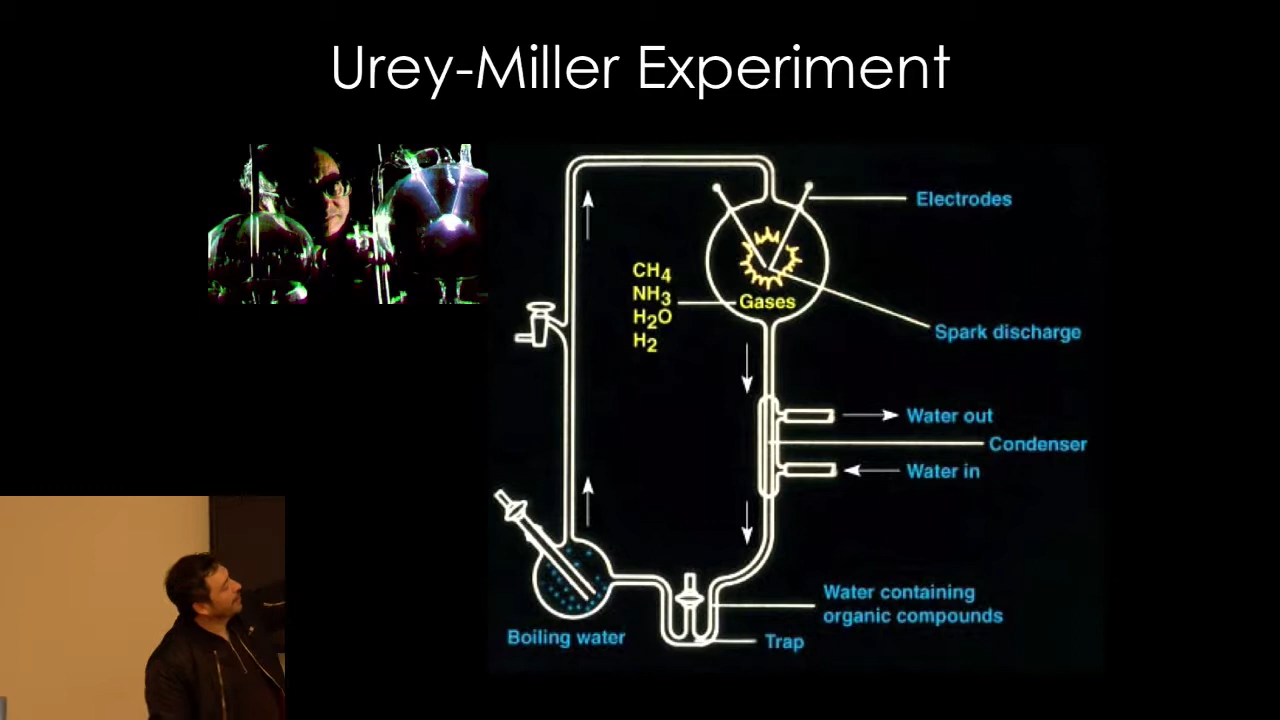 Urey-Miller Experiment
Electrodes
CH4
NH3
H2O
H2
Gases
Spark discharge
Water out
Condenser
Water in
Water containing
organic compounds
Boiling water
Trap